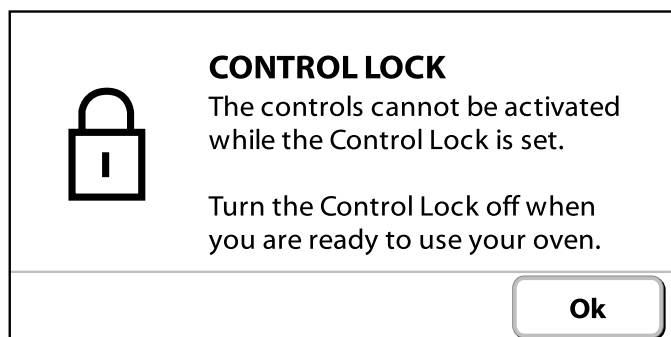 CONTROL LOCK
The controls cannot be activated
while the Control Lock is set.
Turn the Control Lock off when
you are ready to use your oven.
Ok